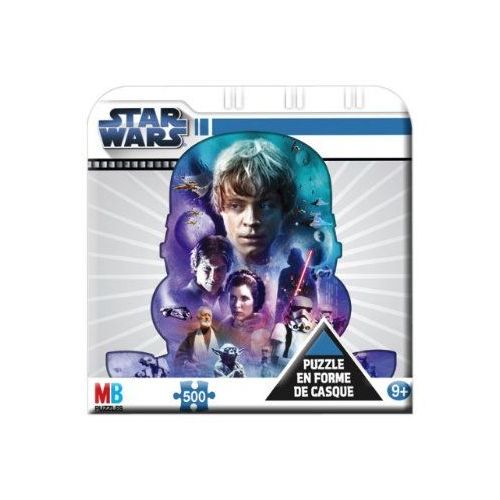 STAR
WARS
PUZZLE
EN FORME
DE CASQUE
MB
PUZZLES
500
9+